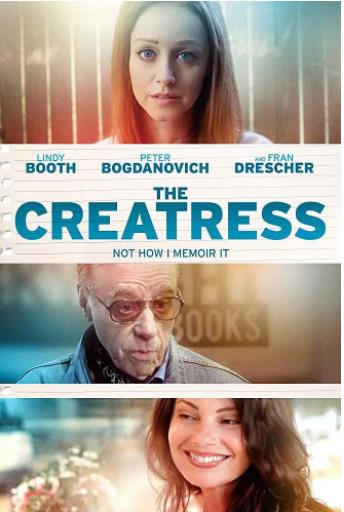 LINDY BOOTH
PETER BOGDANOVICH
AND FRAN DRESCHER
THE
CREATRESS
NOT HOW I MEMOIR IT
BOOKS